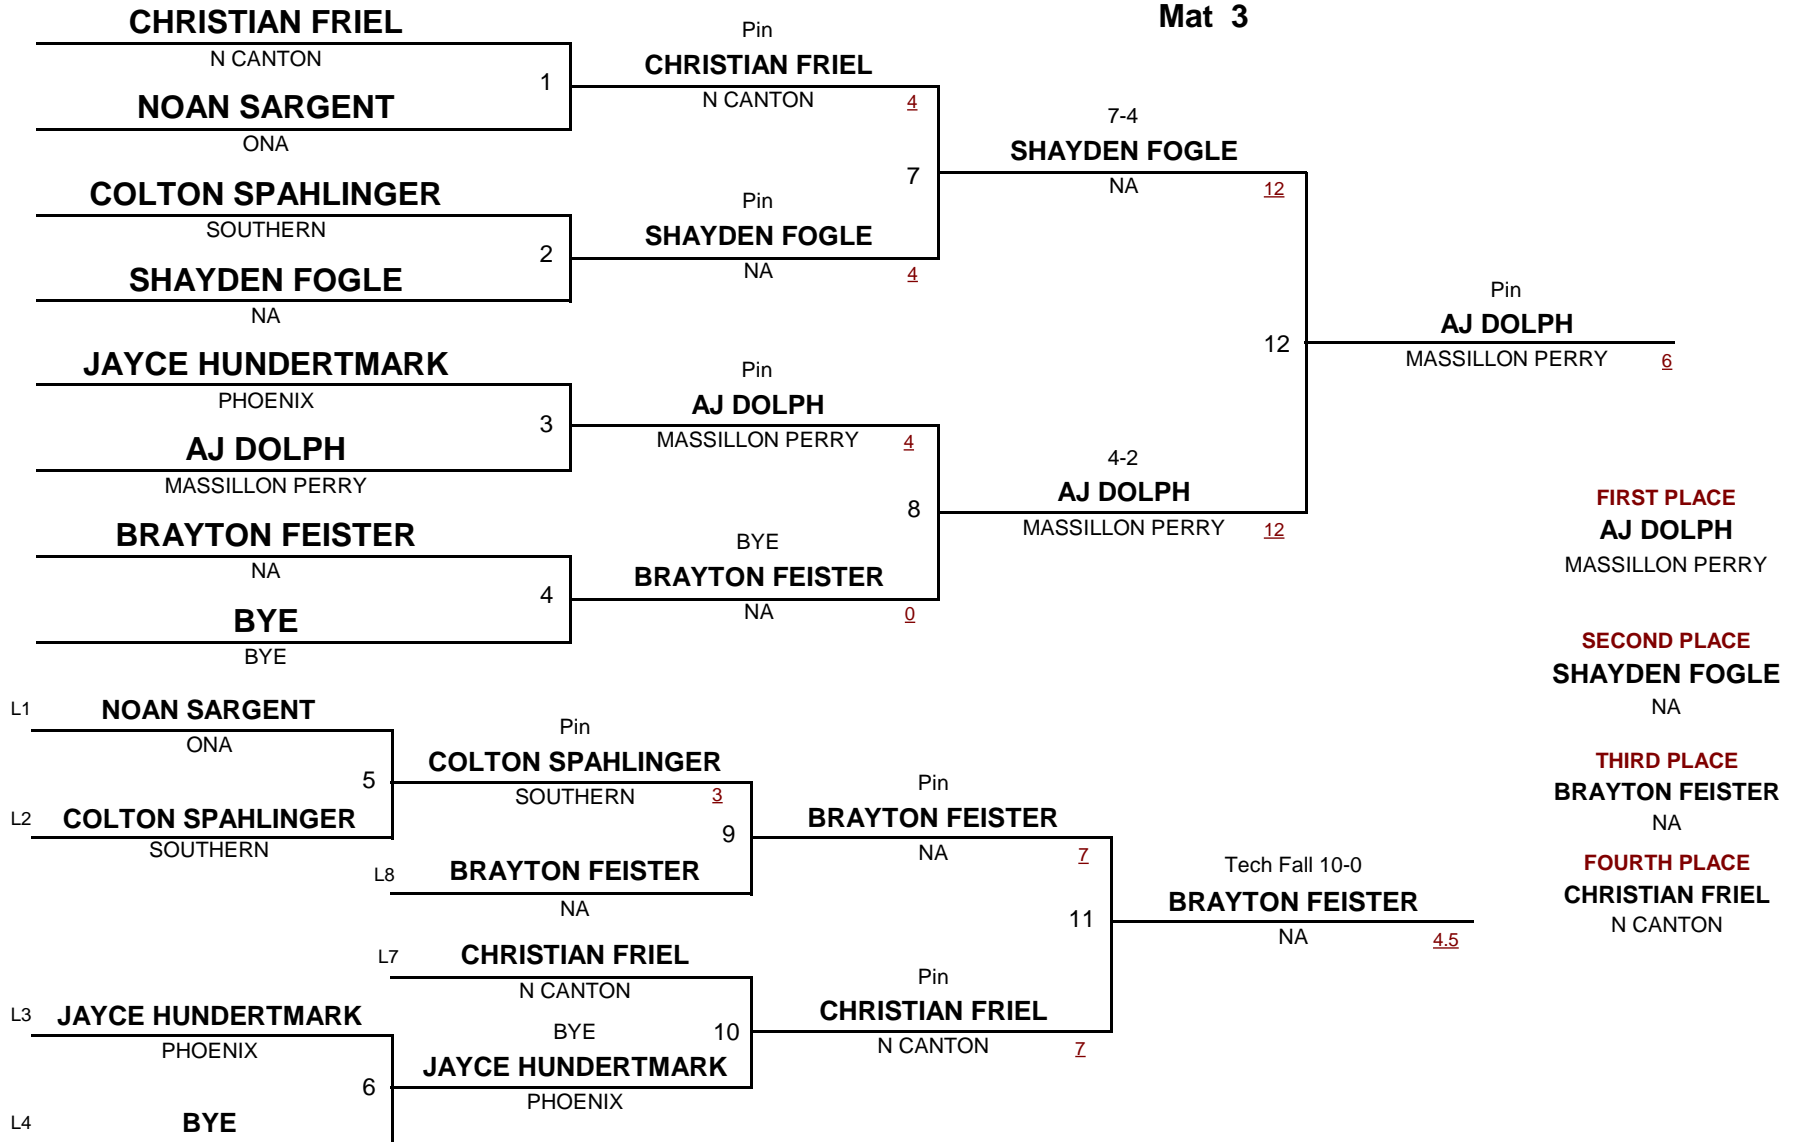 Mat 3
CHRISTIAN FRIEL
N CANTON
1
NOAN SARGENT
ONA
Pin
CHRISTIAN FRIEL
N CANTON
4
COLTON SPAHLINGER
SOUTHERN
2
SHAYDEN FOGLE
NA
Pin
SHAYDEN FOGLE
NA
4
7
7-4
SHAYDEN FOGLE
NA
12
JAYCE HUNDERTMARK
PHOENIX
3
AJ DOLPH
MASSILLON PERRY
Pin
AJ DOLPH
MASSILLON PERRY
4
BRAYTON FEISTER
NA
4
BYE
BYE
BYE
BRAYTON FEISTER
NA
0
8
4-2
AJ DOLPH
MASSILLON PERRY
12
12
Pin
AJ DOLPH
MASSILLON PERRY
6
FIRST PLACE
AJ DOLPH
MASSILLON PERRY
SECOND PLACE
SHAYDEN FOGLE
NA
THIRD PLACE
BRAYTON FEISTER
NA
FOURTH PLACE
CHRISTIAN FRIEL
N CANTON
L1
NOAN SARGENT
ONA
5
L2
COLTON SPAHLINGER
SOUTHERN
Pin
COLTON SPAHLINGER
SOUTHERN
3
9
L8
BRAYTON FEISTER
NA
Pin
BRAYTON FEISTER
NA
7
L7
CHRISTIAN FRIEL
N CANTON
L3
JAYCE HUNDERTMARK
PHOENIX
6
L4
BYE
BYE
10
JAYCE HUNDERTMARK
PHOENIX
Pin
CHRISTIAN FRIEL
N CANTON
7
11
Tech Fall 10-0
BRAYTON FEISTER
NA
4.5